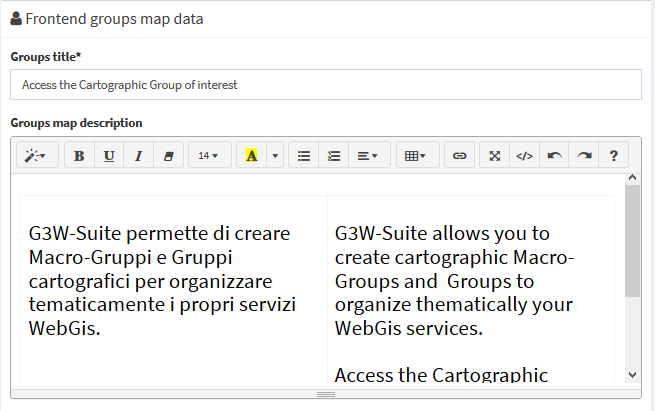 Frontend groups map data
Groups title*
Access the Cartographic Group of interest
Groups map description
B U I 14 A </> ?
G3W-Suite permette di creare
Macro-Gruppi e Gruppi
cartografici per organizzare
tematicamente i propri servizi
WebGis.
G3W-Suite allows you to
create cartographic Macro-
Groups and  Groups to
organize thematically your
WebGis services.
Access the Cartographic